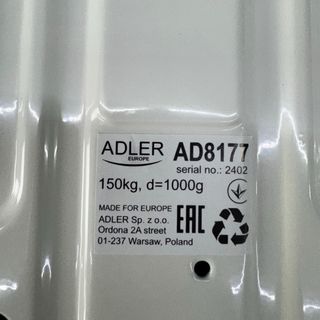 ADLER
EUROPE
AD8177
serial no.: 2402
150kg, d=1000g
MADE FOR EUROPE
ADLER Sp. z o.o.
Ordona 2A street
01-237 Warsaw, Poland
EAC